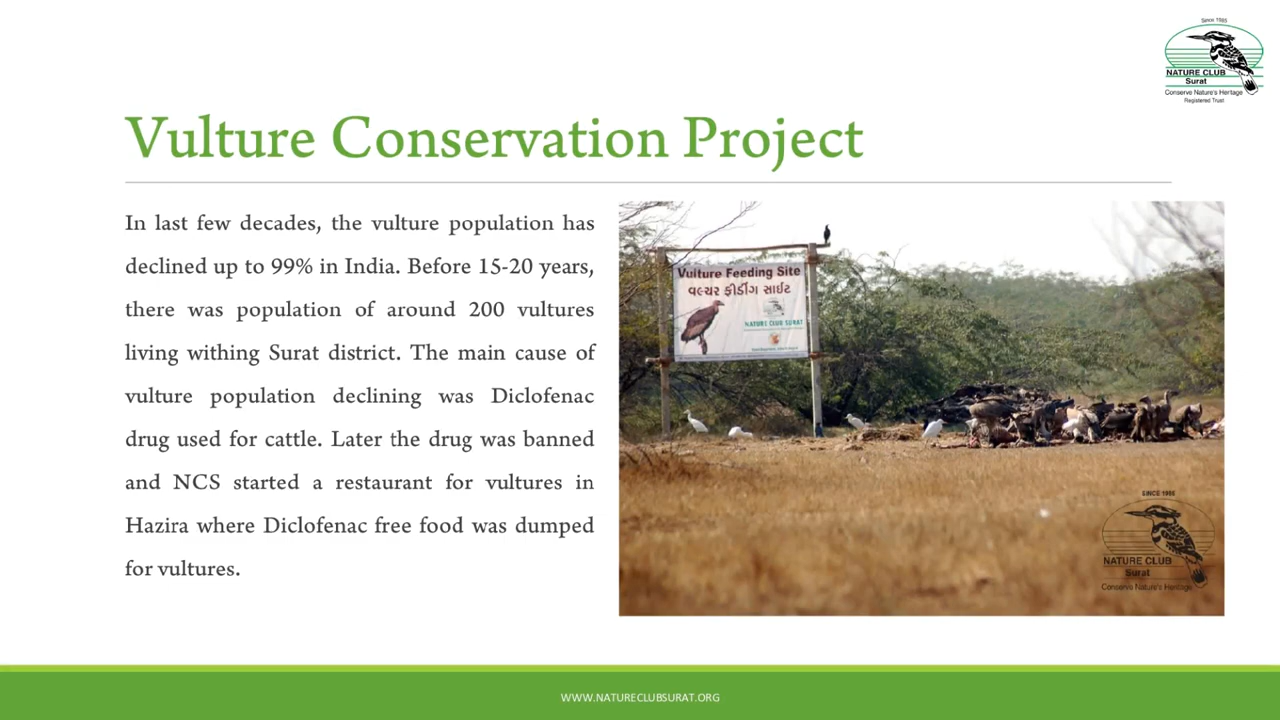 Since 1985
NATURE CLUB
Surat
Conserve Nature's Heritage
Registered Trust
Vulture Conservation Project
In last few decades, the vulture population has
declined up to 99% in India. Before 15-20 years,
there was population of around 200 vultures
living withing Surat district. The main cause of
vulture population declining was Diclofenac
drug used for cattle. Later the drug was banned
and NCS started a restaurant for vultures in
Hazira where Diclofenac free food was dumped
for vultures.
Vulture Feeding Site
વલ્ચર ફીડીંગ સાઈટ
NATURE CLUB SURAT
SINCE 1985
NATURE CLUB
Surat
Conserve Nature's Heritage
WWW.NATURECLUBSURAT.ORG